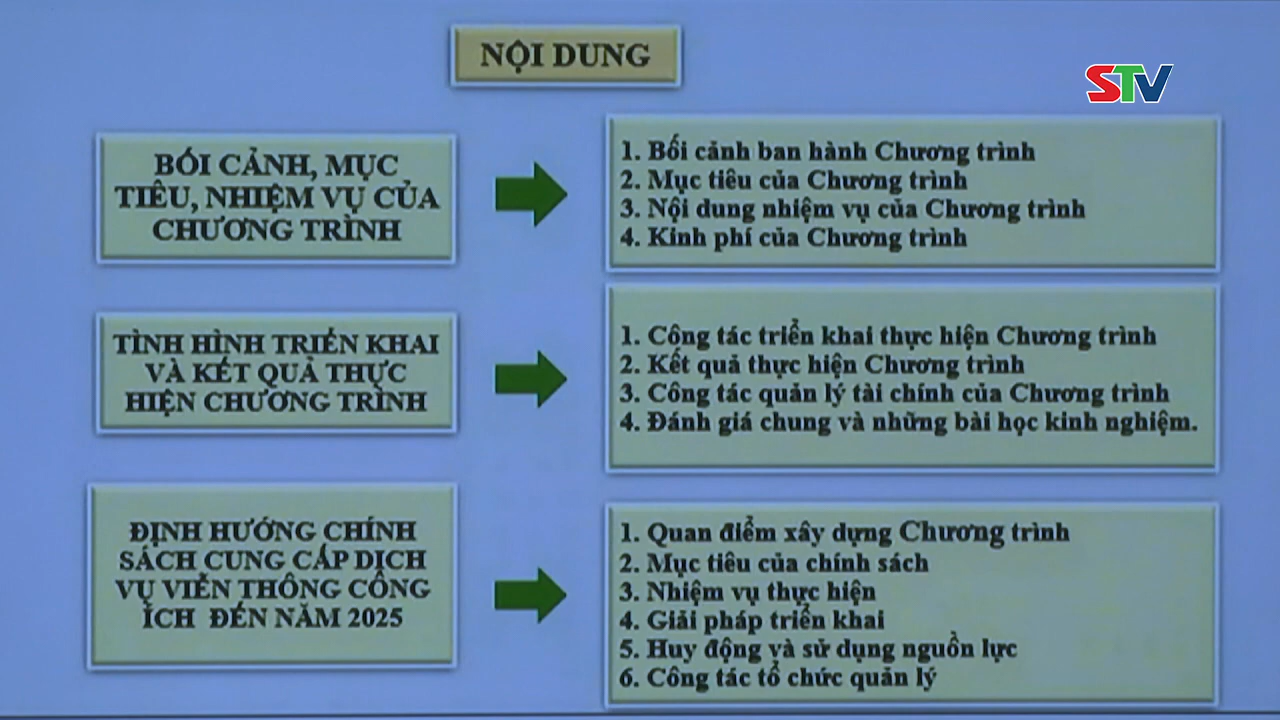 NỘI DUNG
STV
BỐI CẢNH, MỤC
TIÊU, NHIỆM VỤ CỦA
CHƯƠNG TRÌNH
1. Bối cảnh ban hành Chương trình
2. Mục tiêu của Chương trình
3. Nội dung nhiệm vụ của Chương trình
4. Kinh phí của Chương trình
TÌNH HÌNH TRIỂN KHAI
VÀ KẾT QUẢ THỰC
HIỆN CHƯƠNG TRÌNH
1. Công tác triển khai thực hiện Chương trình
2. Kết quả thực hiện Chương trình
3. Công tác quản lý tài chính của Chương trình
4. Đánh giá chung và những bài học kinh nghiệm.
ĐỊNH HƯỚNG CHÍNH
SÁCH CUNG CẤP DỊCH
VỤ VIỄN THÔNG CÔNG
ÍCH ĐẾN NĂM 2025
1. Quan điểm xây dựng Chương trình
2. Mục tiêu của chính sách
3. Nhiệm vụ thực hiện
4. Giải pháp triển khai
5. Huy động và sử dụng nguồn lực
6. Công tác tổ chức quản lý